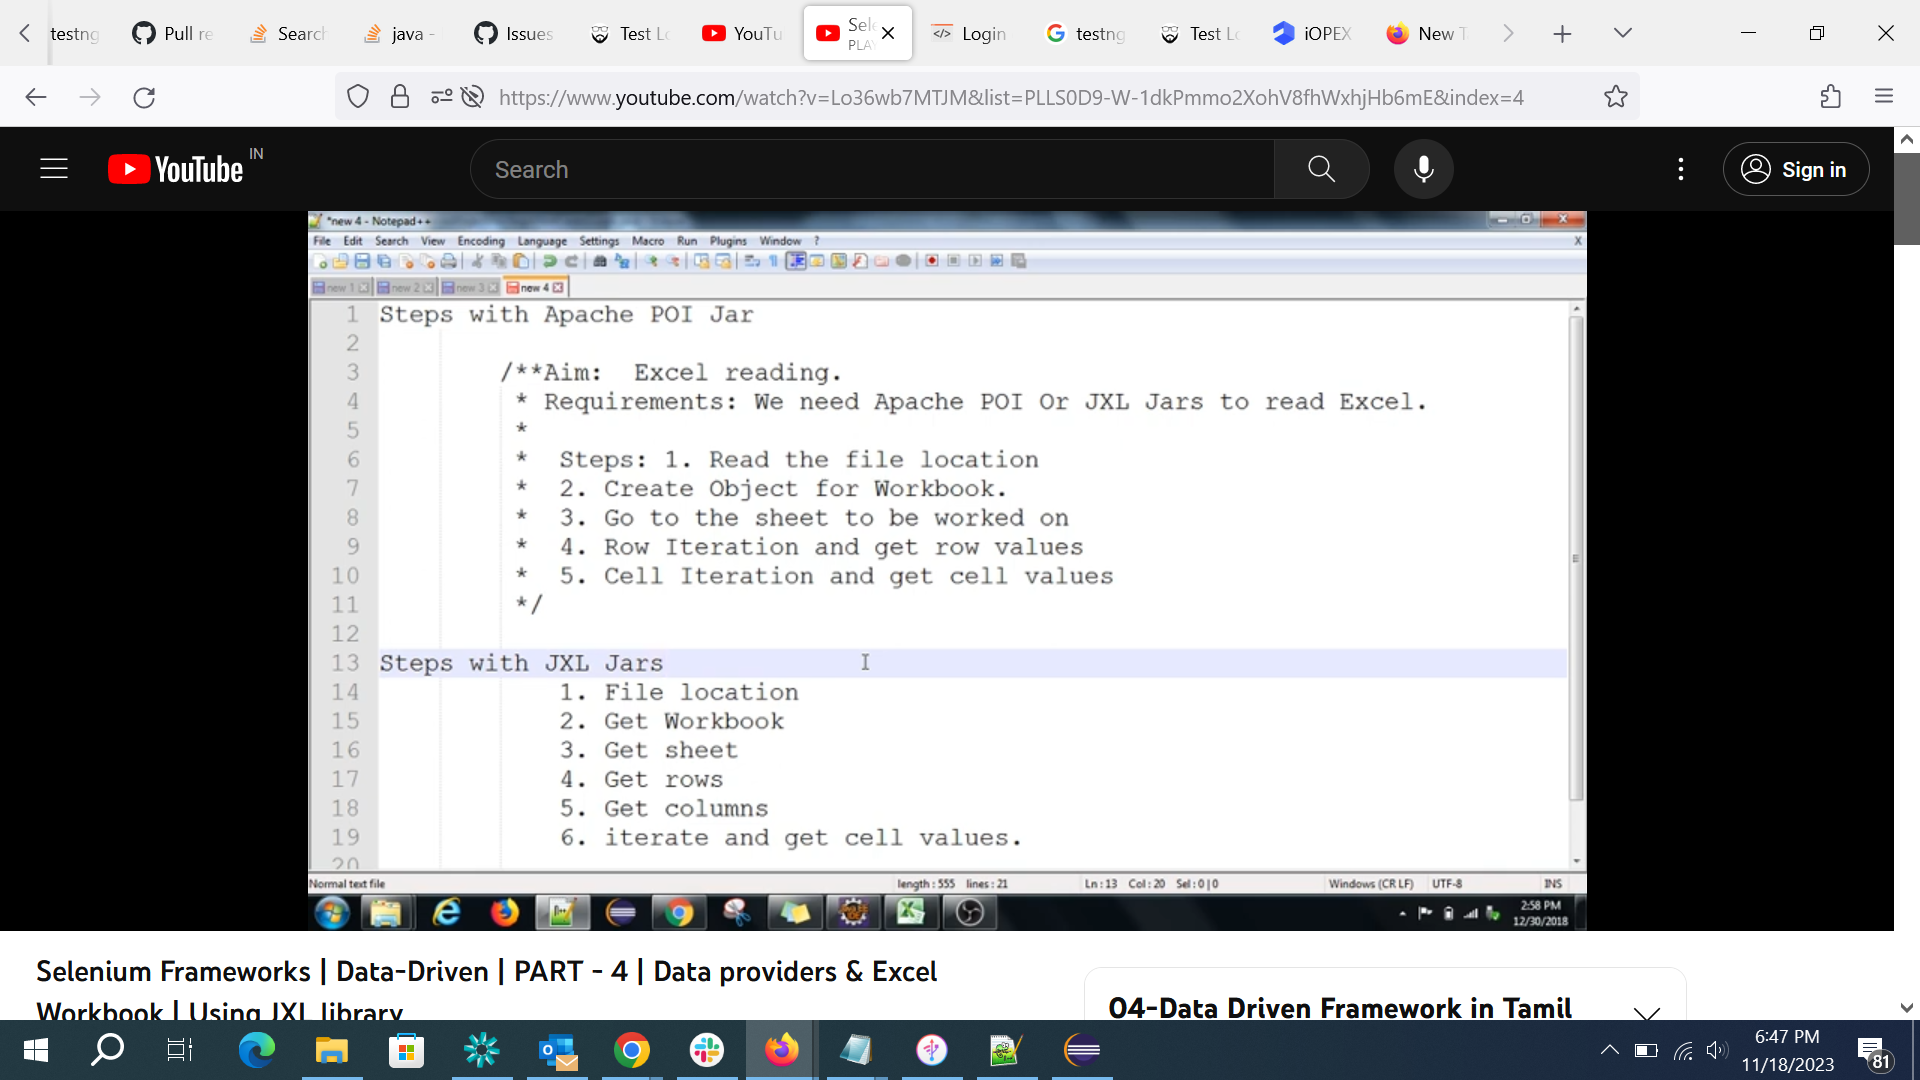 testng
Pull re
Search
java -
Issues
Test Lo
YouTu
Sele
PLAY
Login
testng
Test Lo
iOPEX
New T
https://www.youtube.com/watch?v=Lo36wb7MTJM&list=PLLS0D9-W-1dkPmmo2XohV8fhWxhjHb6mE&index=4
YouTube IN
Search
Sign in
*new 4 - Notepad++
File Edit Search View Encoding Language Settings Macro Run Plugins Window ? X
new 1 new 2 new 3 new 4
1 Steps with Apache POI Jar
2
3 /**Aim: Excel reading.
4 * Requirements: We need Apache POI Or JXL Jars to read Excel.
5 *
6 * Steps: 1. Read the file location
7 * 2. Create Object for Workbook.
8 * 3. Go to the sheet to be worked on
9 * 4. Row Iteration and get row values
10 * 5. Cell Iteration and get cell values
11 */
12
13 Steps with JXL Jars
14 1. File location
15 2. Get Workbook
16 3. Get sheet
17 4. Get rows
18 5. Get columns
19 6. iterate and get cell values.
20
Normal text file length : 555 lines : 21 Ln : 13 Col : 20 Sel : 0 | 0 Windows (CR LF) UTF-8 INS
2:58 PM
12/30/2018
Selenium Frameworks | Data-Driven | PART - 4 | Data providers & Excel
Workbook | Using JXL library
04-Data Driven Framework in Tamil
6:47 PM
11/18/2023
81